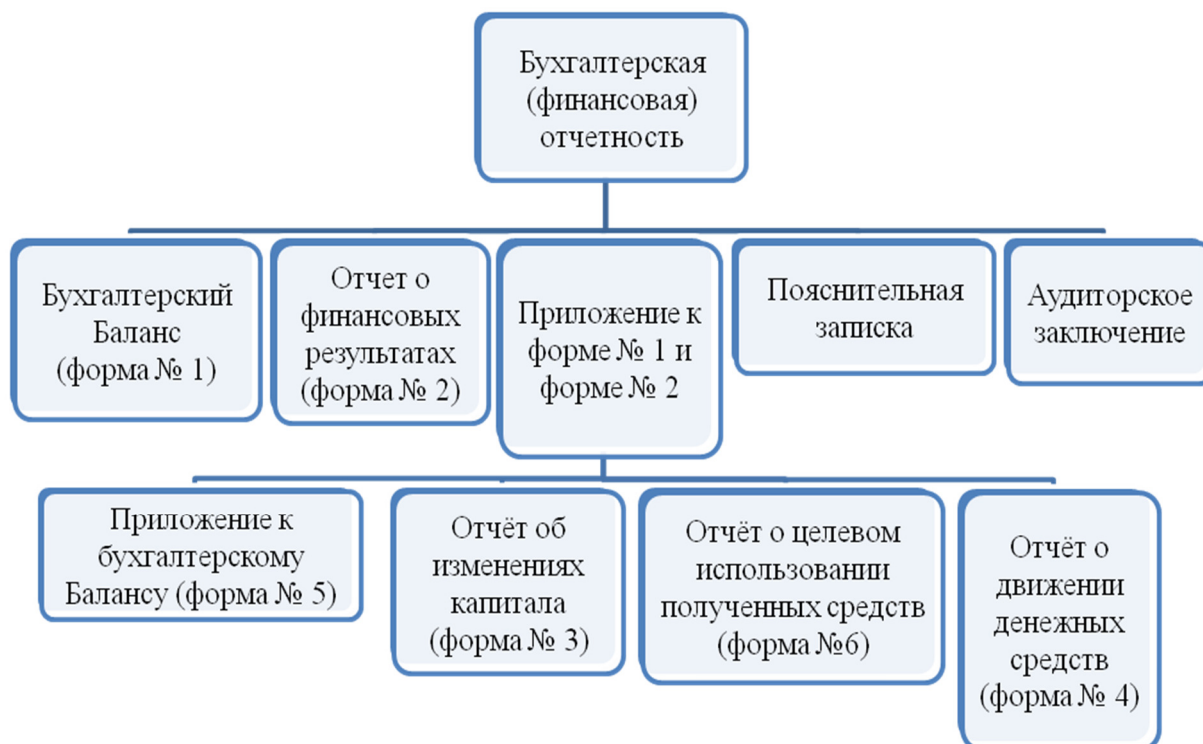 Бухгалтерская
(финансовая)
отчетность
Бухгалтерский
Баланс
(форма № 1)
Отчет о
финансовых
результатах
(форма № 2)
Приложение к
форме № 1 и
форме № 2
Пояснительная
записка
Аудиторское
заключение
Приложение к
бухгалтерскому
Балансу (форма № 5)
Отчёт об
изменениях
капитала
(форма № 3)
Отчёт о целевом
использовании
полученных средств
(форма №6)
Отчёт о
движении
денежных
средств
(форма № 4)